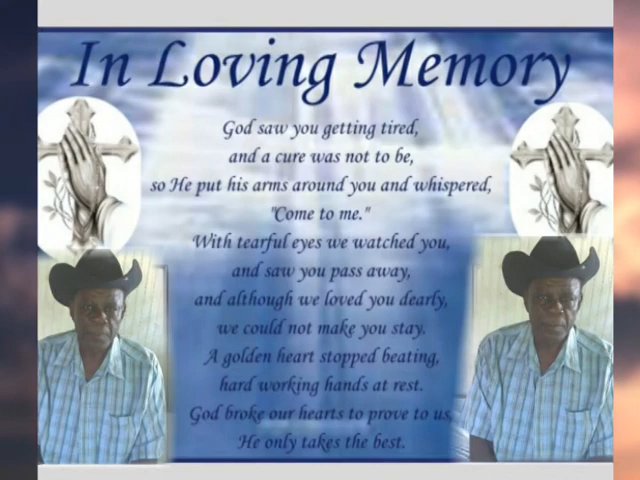 In Loving Memory
God saw you getting tired,
and a cure was not to be,
so He put his arms around you and whispered,
"Come to me."
With tearful eyes we watched you,
and saw you pass away,
and although we loved you dearly,
we could not make you stay.
A golden heart stopped beating,
hard working hands at rest.
God broke our hearts to prove to us,
He only takes the best.